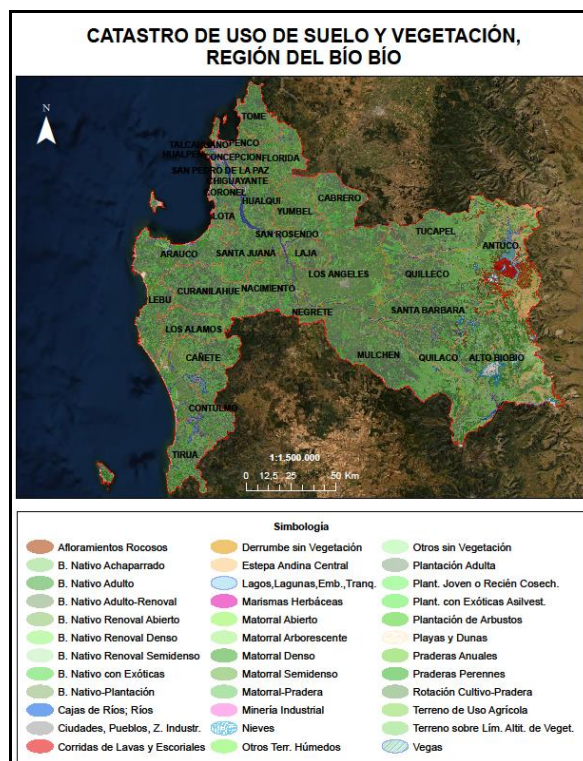 CATASTRO DE USO DE SUELO Y VEGETACIÓN,
REGIÓN DEL BÍO BÍO
N
TOME
TALCAHUANO PENCO
HUALPEN CONCEPCION FLORIDA
SAN PEDRO DE LA PAZ
CHIGUAYANTE
CORONEL
HUALQUI
CABRERO
LOTA
YUMBEL
TUCAPEL
SAN ROSENDO
ANTUCO
ARAUCO
SANTA JUANÁ
LAJA
LOS ANGELES
QUILLECO
CURANILAHUE
NACIMIENTO
LEBU
NEGRETE
SANTA BARBARA
LOS ALAMOS
CAÑETE
MULCHEN
QUILACO
ALTO BIOBIO
CONTULMO
TIRUA
1:1.500.000
0 12,5 25 50 Km
Simbología
Afloramientos Rocosos
B. Nativo Achaparrado
B. Nativo Adulto
B. Nativo Adulto-Renoval
B. Nativo Renoval Abierto
B. Nativo Renoval Denso
B. Nativo Renoval Semidenso
B. Nativo con Exóticas
B. Nativo-Plantación
Cajas de Ríos; Ríos
Ciudades, Pueblos, Z. Industr.
Corridas de Lavas y Escoriales
Derrumbe sin Vegetación
Estepa Andina Central
Lagos,Lagunas,Emb.,Tranq.
Marismas Herbáceas
Matorral Abierto
Matorral Arborescente
Matorral Denso
Matorral Semidenso
Matorral-Pradera
Minería Industrial
Nieves
Otros Terr. Húmedos
Otros sin Vegetación
Plantación Adulta
Plant. Joven o Recién Cosech.
Plant. con Exóticas Asilvest.
Plantación de Arbustos
Playas y Dunas
Praderas Anuales
Praderas Perennes
Rotación Cultivo-Pradera
Terreno de Uso Agrícola
Terreno sobre Lím. Altit. de Veget.
Vegas